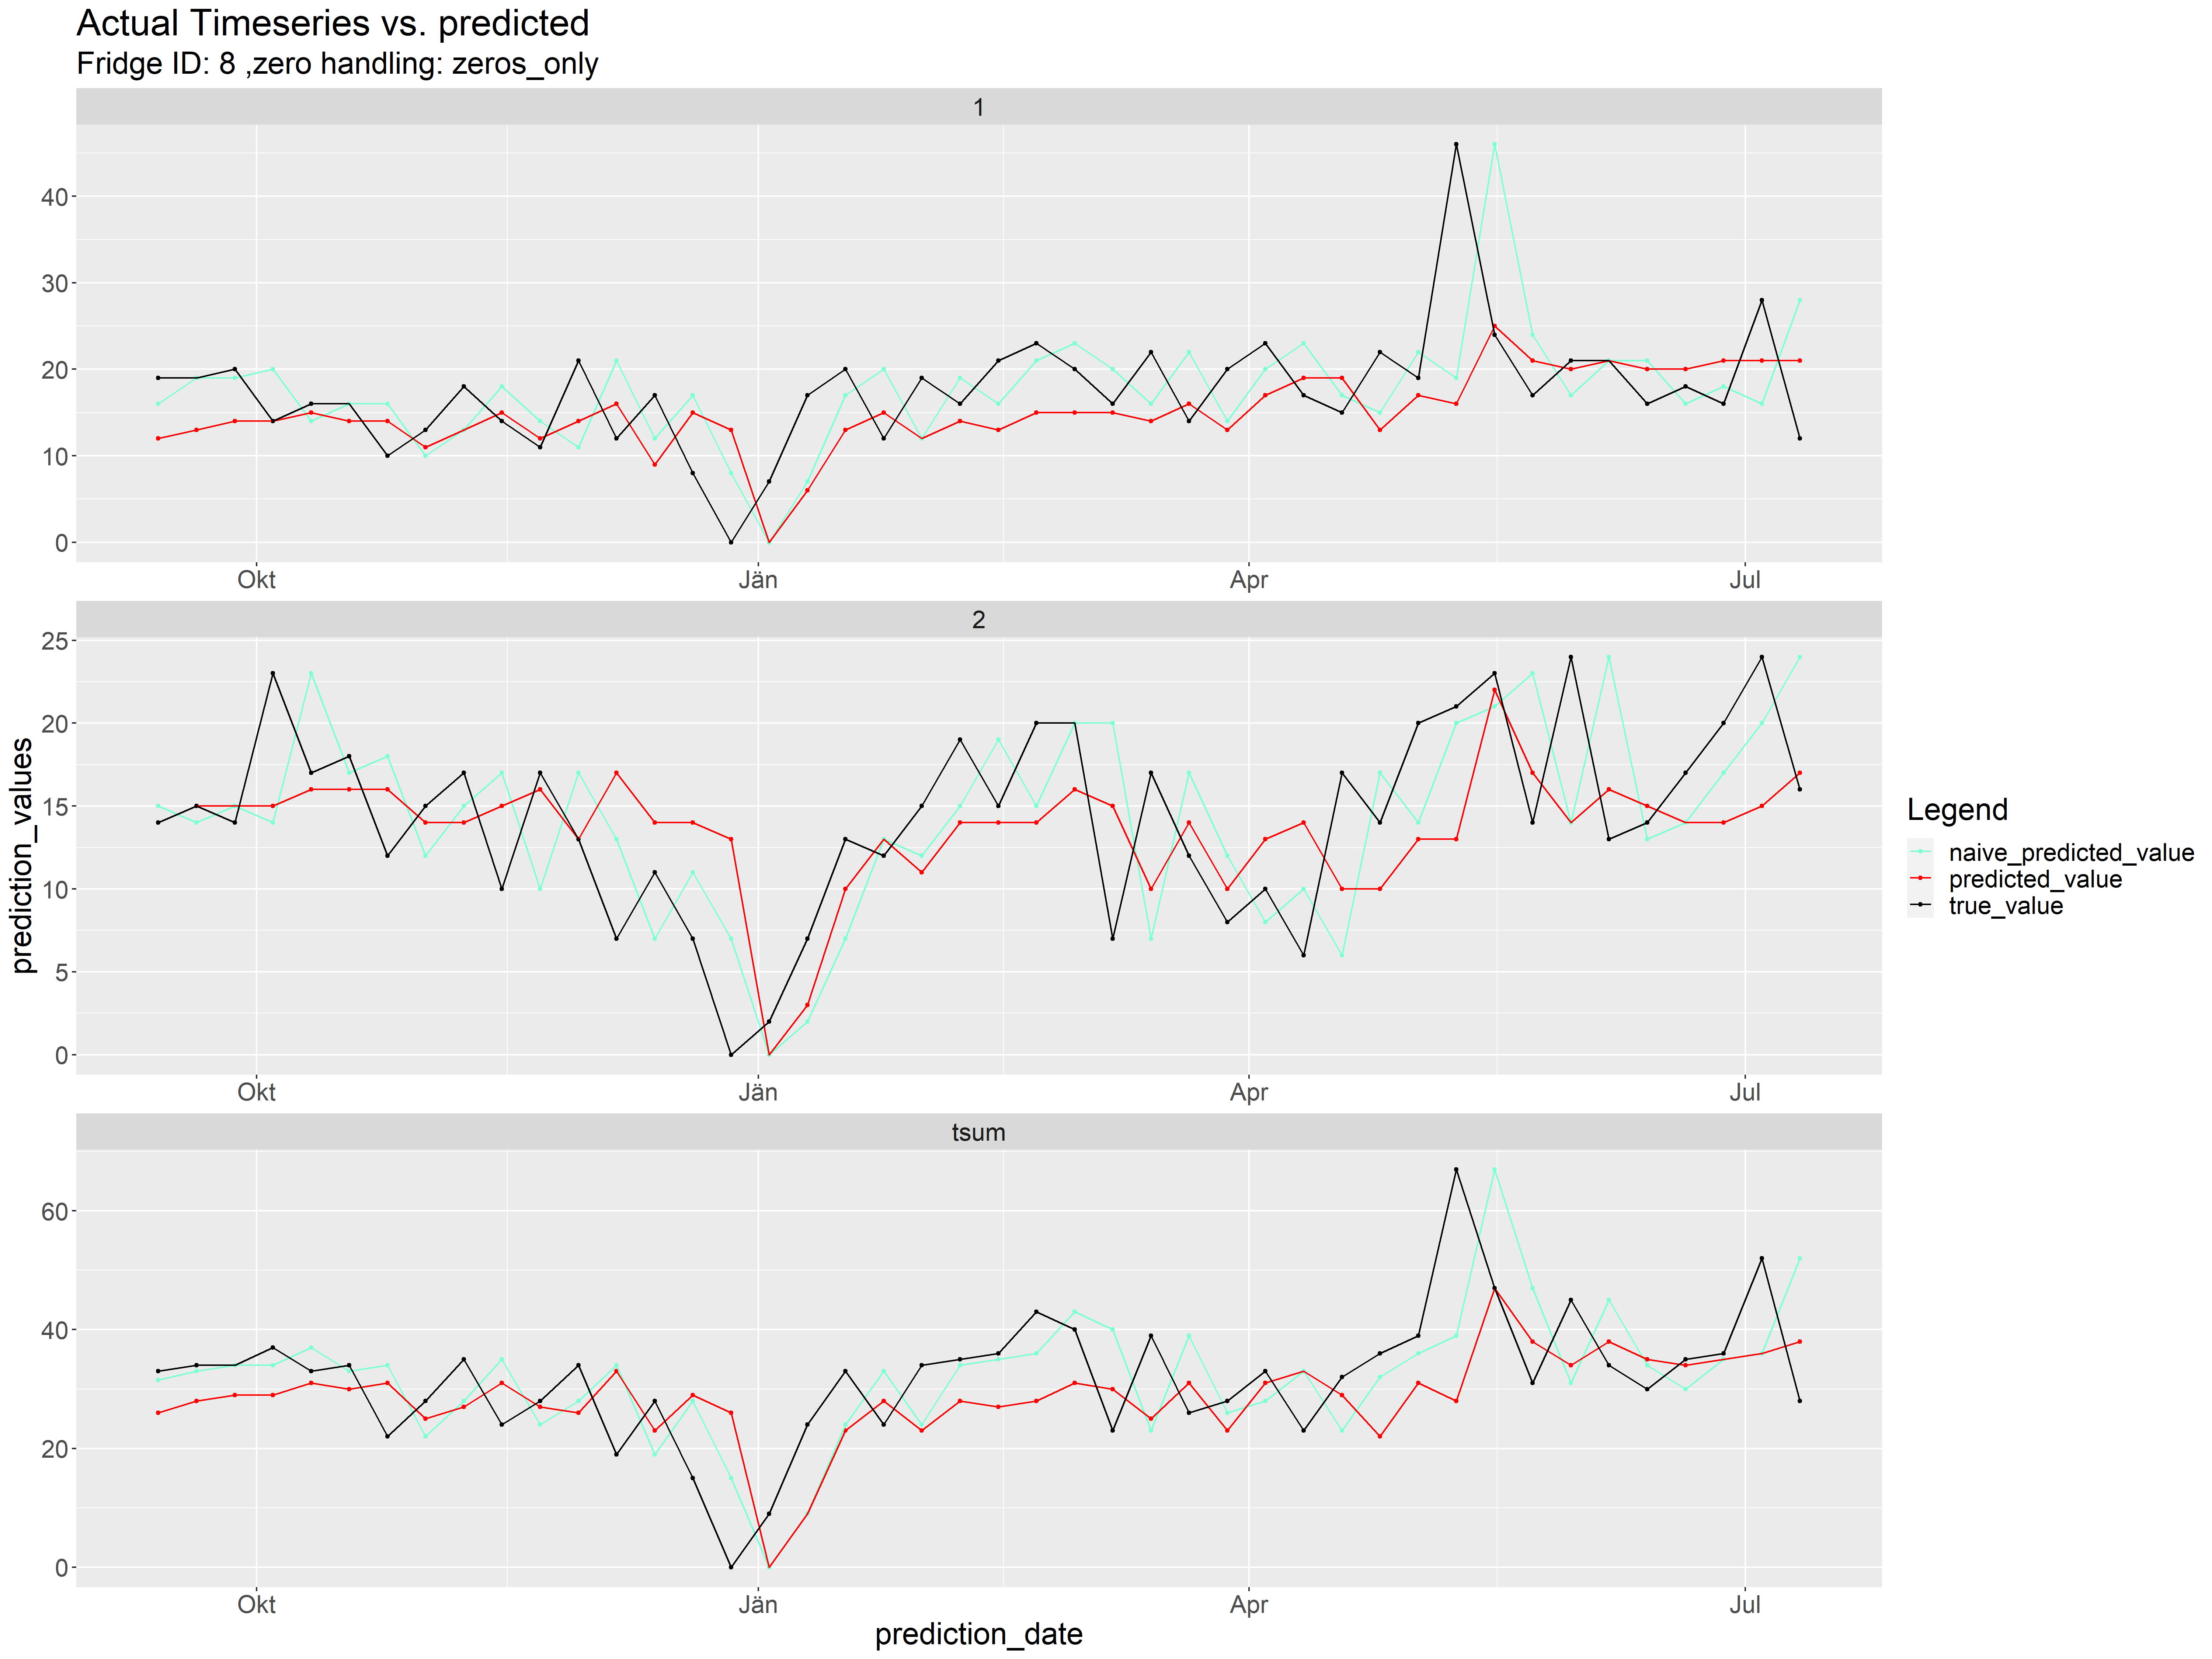 Actual Timeseries vs. predicted
Fridge ID: 8 ,zero handling: zeros_only
1
40
30
20
10
0
Okt Jän Apr Jul
2
25
20
15
10
5
0
Okt Jän Apr Jul
tsum
60
40
20
0
Okt Jän Apr Jul
prediction_date
prediction_values
Legend
naive_predicted_value
predicted_value
true_value